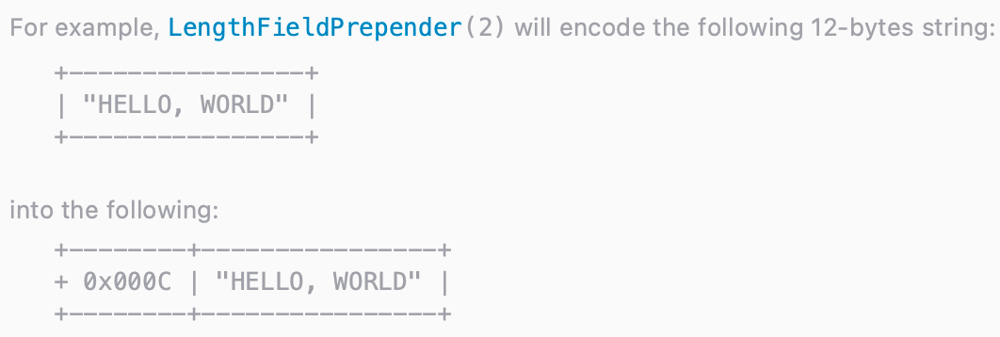 For example, LengthFieldPrepender(2) will encode the following 12-bytes string:
+----------------+
| "HELLO, WORLD" |
+----------------+
into the following:
+--------+----------------+
+ 0x000C | "HELLO, WORLD" |
+--------+----------------+